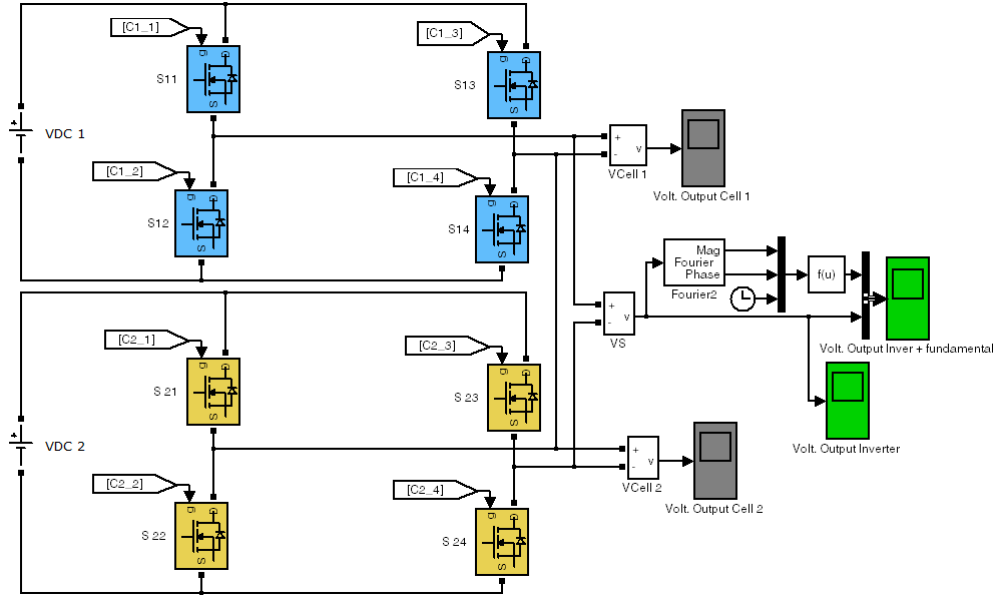 [C1_1]
[C1_3]
g
C
S11
S
g
C
S13
S
VDC 1
+
+
-
v
VCell 1
Volt. Output Cell 1
[C1_2]
[C1_4]
g
C
S12
S
g
C
S14
S
Mag
Fourier
Phase
Fourier2
f(u)
+
-
v
VS
Volt. Output Inver + fundamental
[C2_1]
[C2_3]
g
C
S 21
S
g
C
S 23
S
VDC 2
+
+
-
v
VCell 2
Volt. Output Inverter
Volt. Output Cell 2
[C2_2]
[C2_4]
g
C
S 22
S
g
C
S 24
S